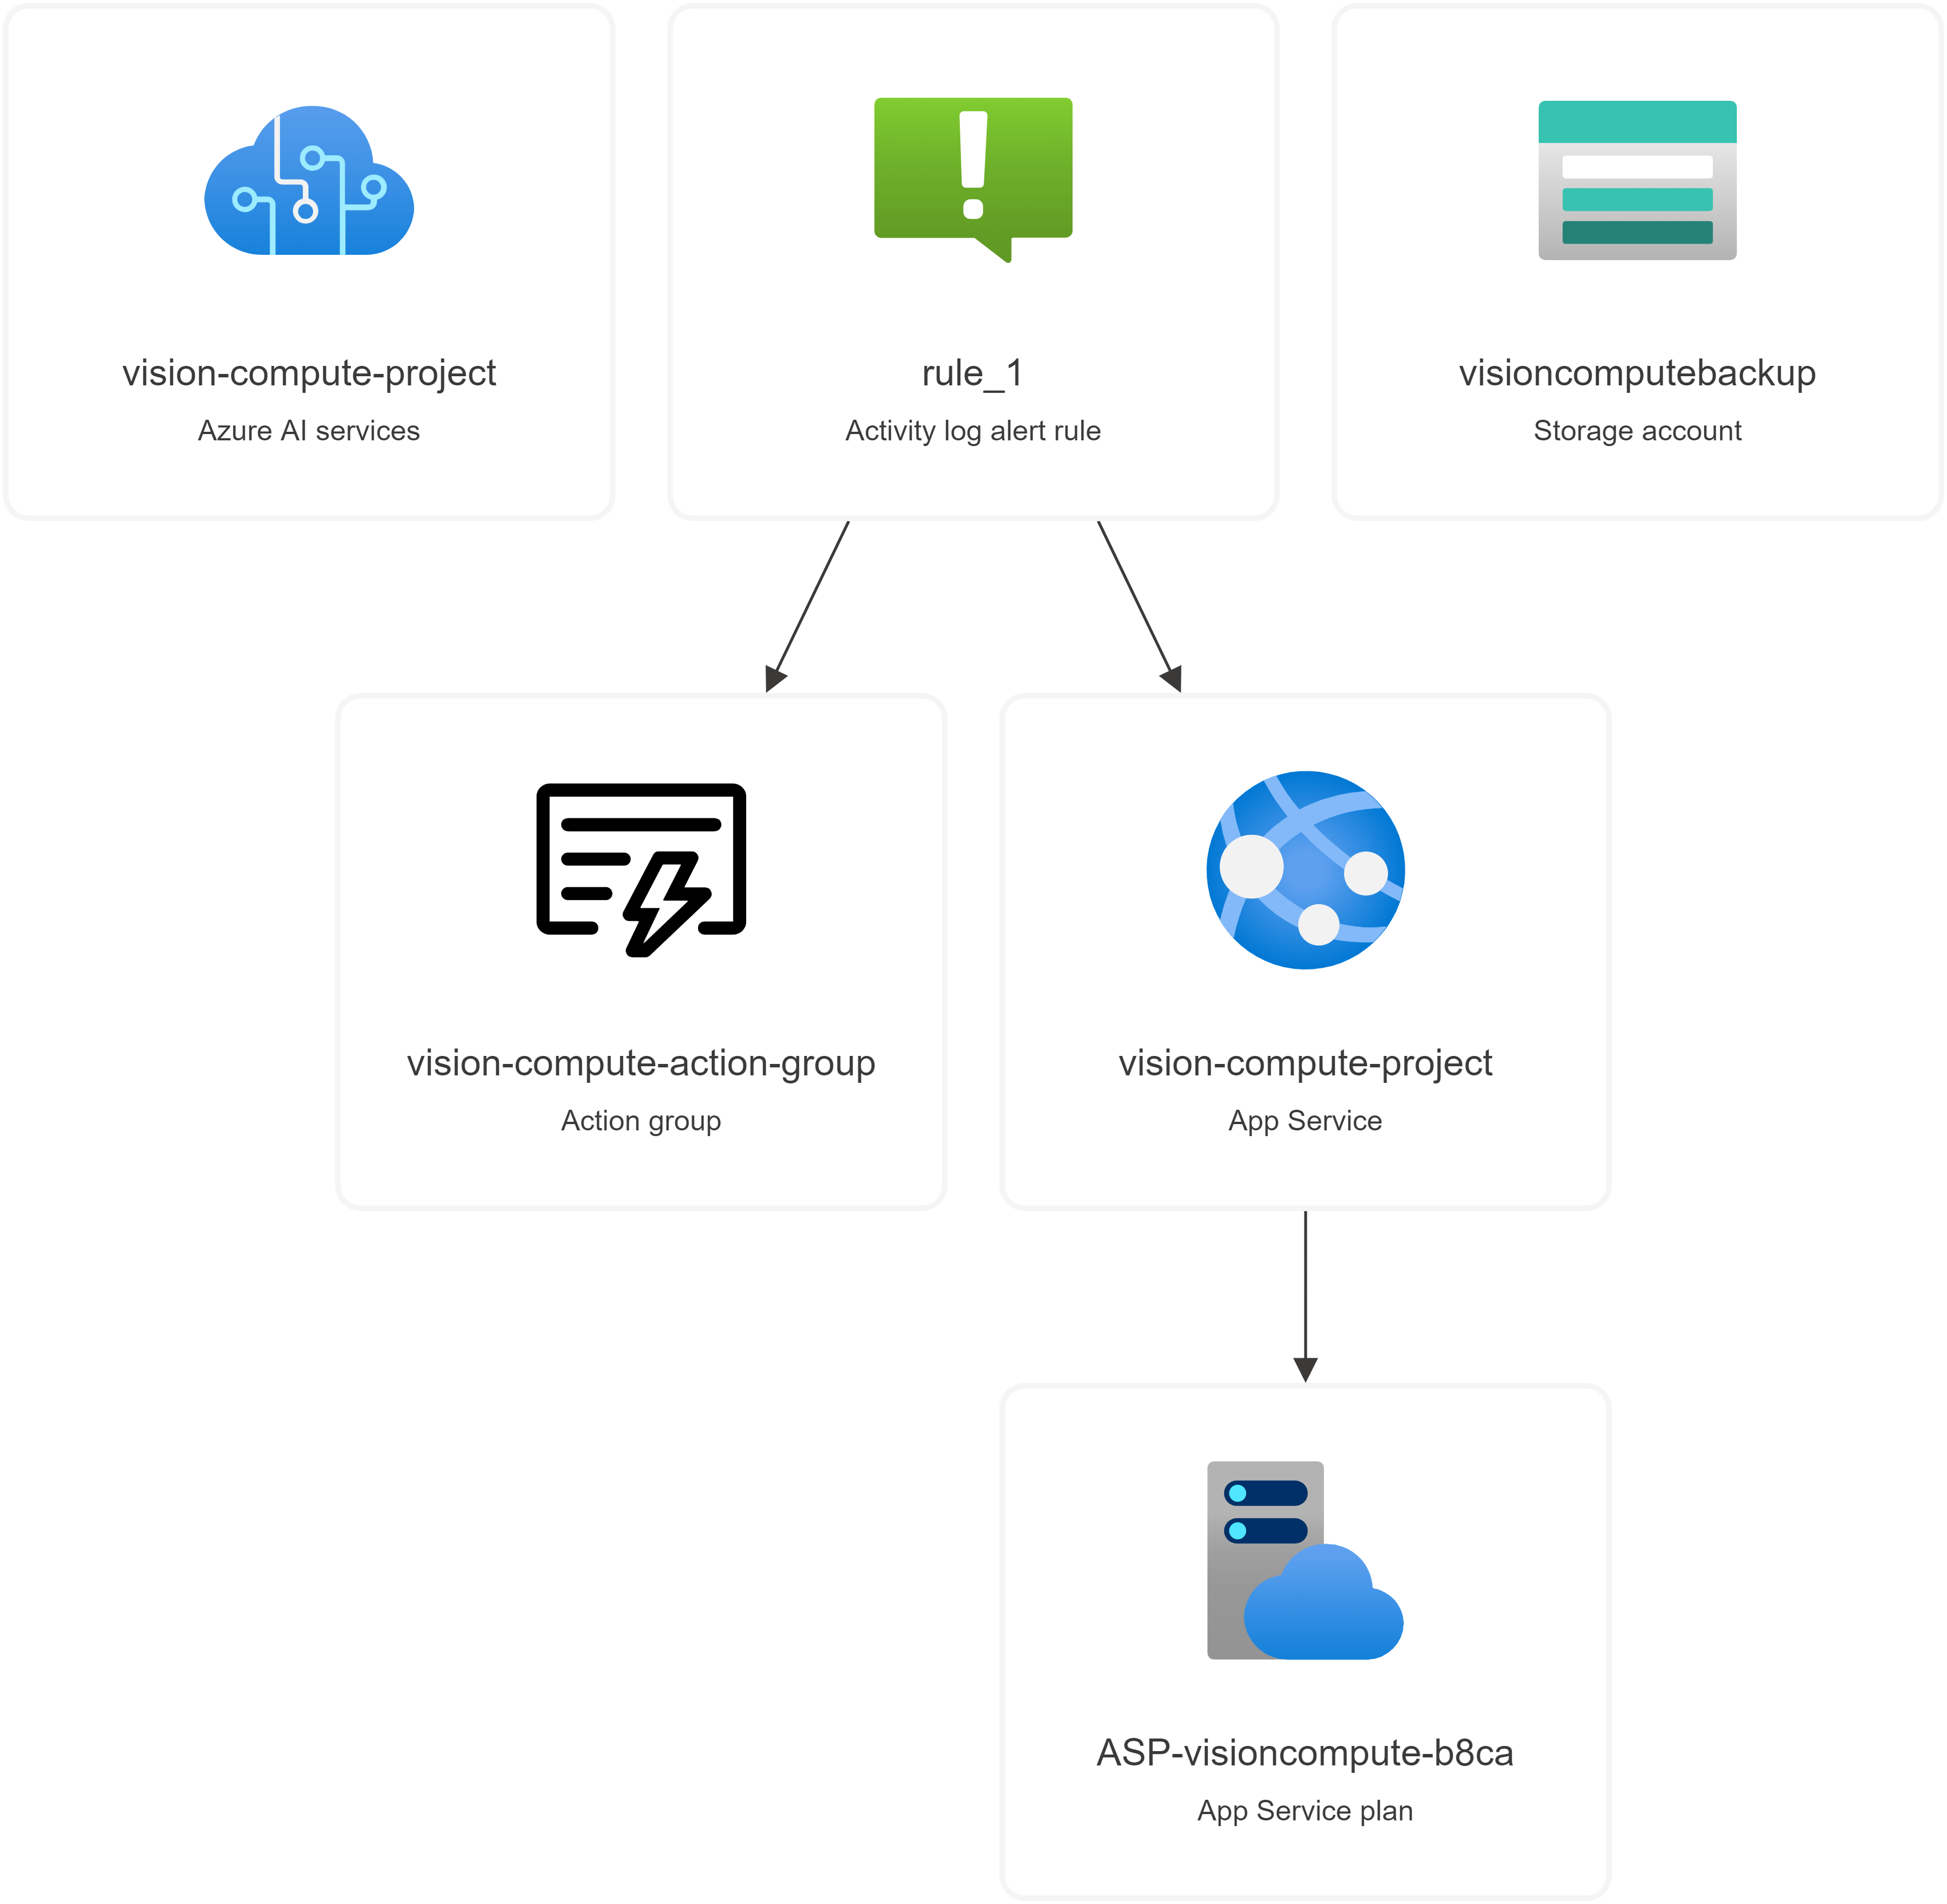 vision-compute-project
Azure AI services
rule_1
Activity log alert rule
visioncomputebackup
Storage account
vision-compute-action-group
Action group
vision-compute-project
App Service
ASP-visioncompute-b8ca
App Service plan